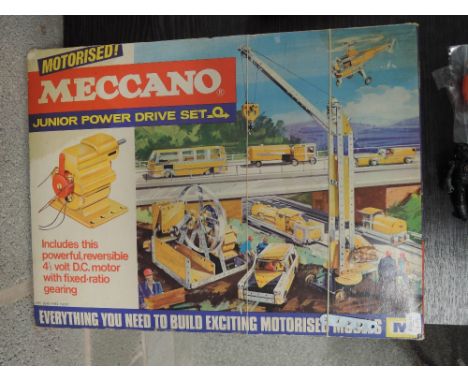 MOTORISED!
MECCANO®
JUNIOR POWER DRIVE SET
Includes this
powerful, reversible
4½ volt D.C. motor
with fixed-ratio
gearing
EVERYTHING YOU NEED TO BUILD EXCITING MOTORISED MODELS
M